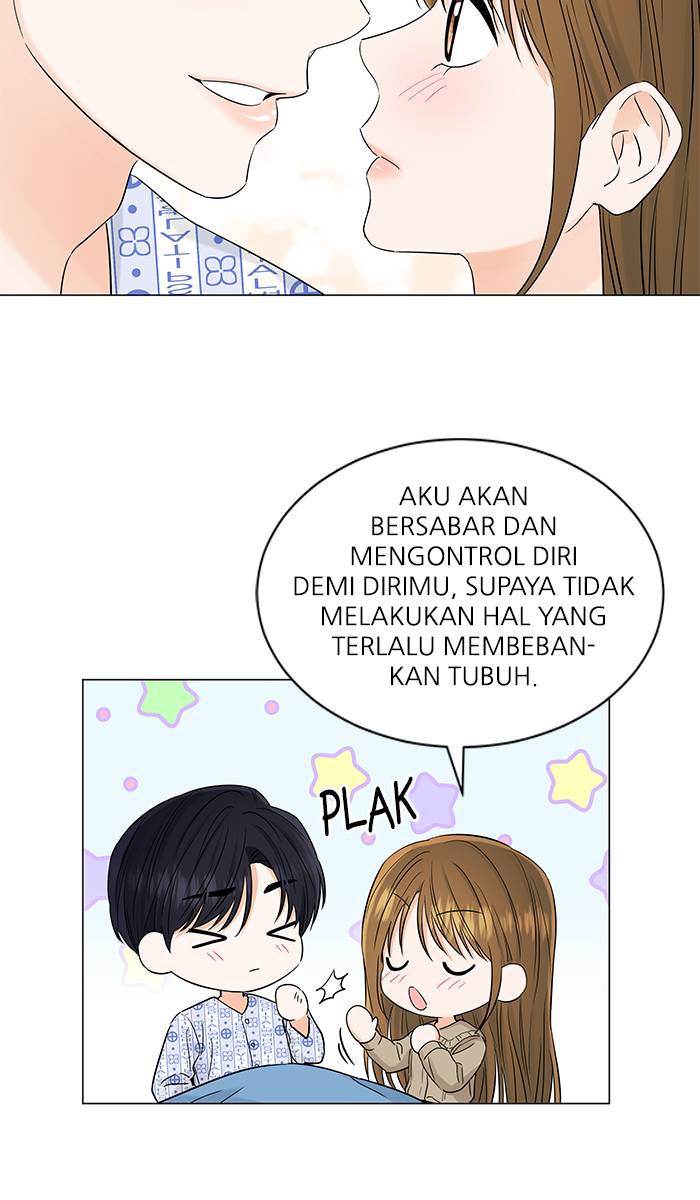 AKU AKAN
BERSABAR DAN
MENGONTROL DIRI
DEMI DIRIMU, SUPAYA TIDAK
MELAKUKAN HAL YANG
TERLALU MEMBEBAN-
KAN TUBUH.
PLAK